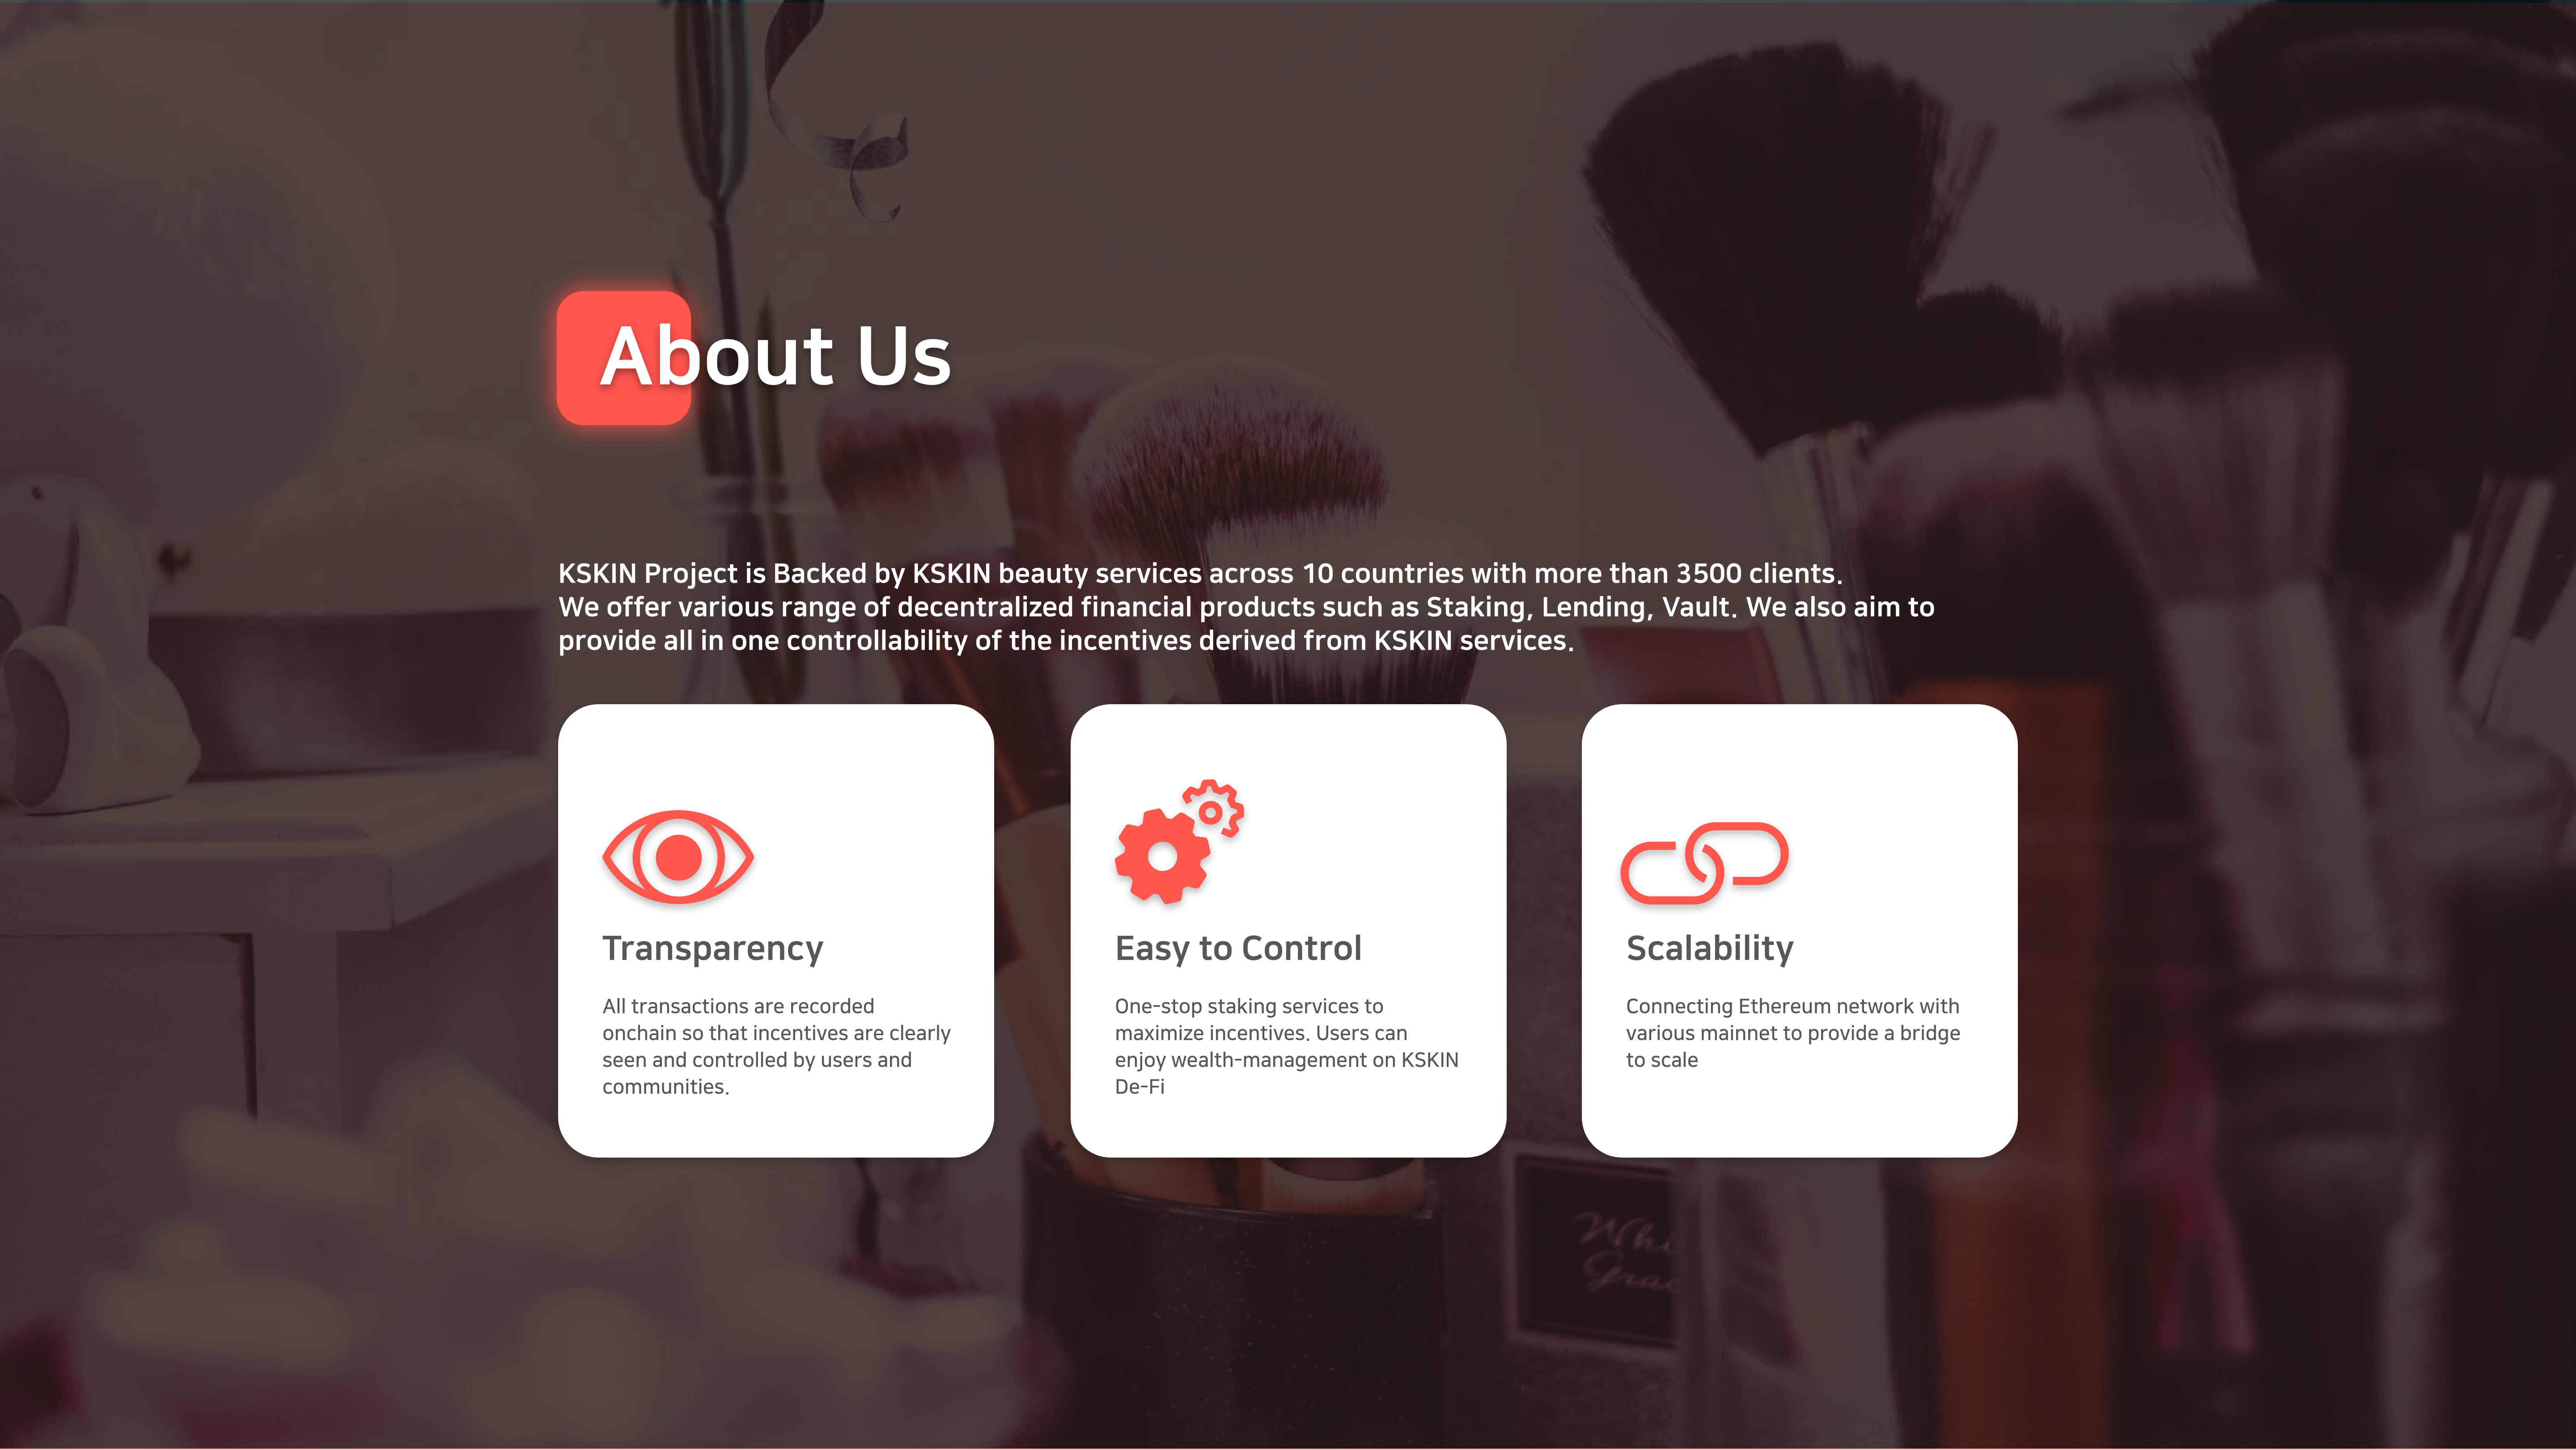 About Us
KSKIN Project is Backed by KSKIN beauty services across 10 countries with more than 3500 clients.
We offer various range of decentralized financial products such as Staking, Lending, Vault. We also aim to
provide all in one controllability of the incentives derived from KSKIN services.
Transparency
All transactions are recorded
onchain so that incentives are clearly
seen and controlled by users and
communities.
Easy to Control
One-stop staking services to
maximize incentives. Users can
enjoy wealth-management on KSKIN
De-Fi
Scalability
Connecting Ethereum network with
various mainnet to provide a bridge
to scale